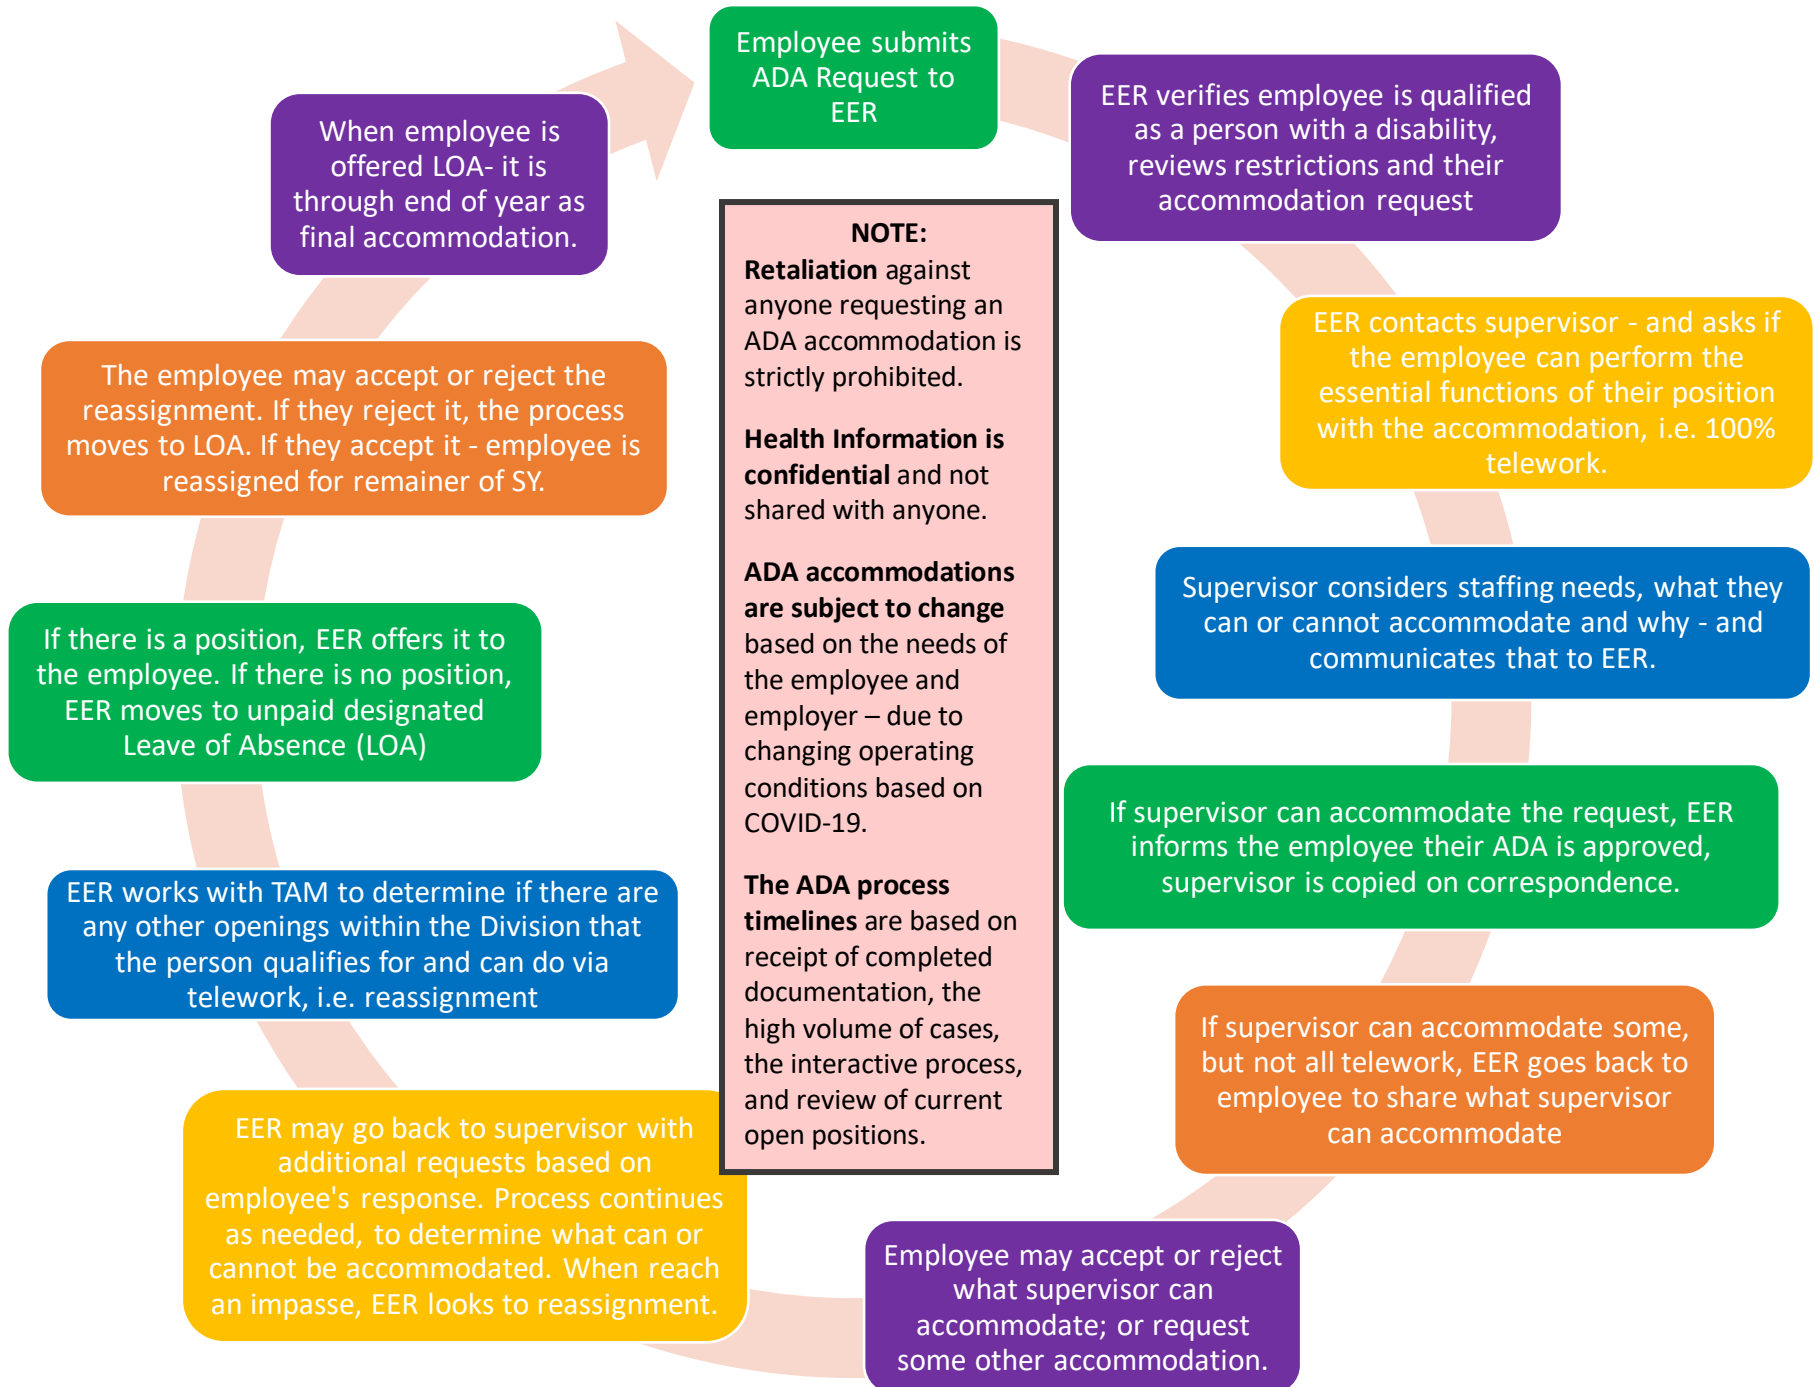 Employee submits
ADA Request to
EER
EER verifies employee is qualified
as a person with a disability,
reviews restrictions and their
accommodation request
EER contacts supervisor - and asks if
the employee can perform the
essential functions of their position
with the accommodation, i.e. 100%
telework.
Supervisor considers staffing needs, what they
can or cannot accommodate and why - and
communicates that to EER.
If supervisor can accommodate the request, EER
informs the employee their ADA is approved,
supervisor is copied on correspondence.
If supervisor can accommodate some,
but not all telework, EER goes back to
employee to share what supervisor
can accommodate
Employee may accept or reject
what supervisor can
accommodate; or request
some other accommodation.
EER may go back to supervisor with
additional requests based on
employee's response. Process continues
as needed, to determine what can or
cannot be accommodated. When reach
an impasse, EER looks to reassignment.
EER works with TAM to determine if there are
any other openings within the Division that
the person qualifies for and can do via
telework, i.e. reassignment
If there is a position, EER offers it to
the employee. If there is no position,
EER moves to unpaid designated
Leave of Absence (LOA)
The employee may accept or reject the
reassignment. If they reject it, the process
moves to LOA. If they accept it - employee is
reassigned for remainer of SY.
When employee is
offered LOA- it is
through end of year as
final accommodation.
NOTE:
Retaliation against
anyone requesting an
ADA accommodation is
strictly prohibited.
Health Information is
confidential and not
shared with anyone.
ADA accommodations
are subject to change
based on the needs of
the employee and
employer – due to
changing operating
conditions based on
COVID-19.
The ADA process
timelines are based on
receipt of completed
documentation, the
high volume of cases,
the interactive process,
and review of current
open positions.